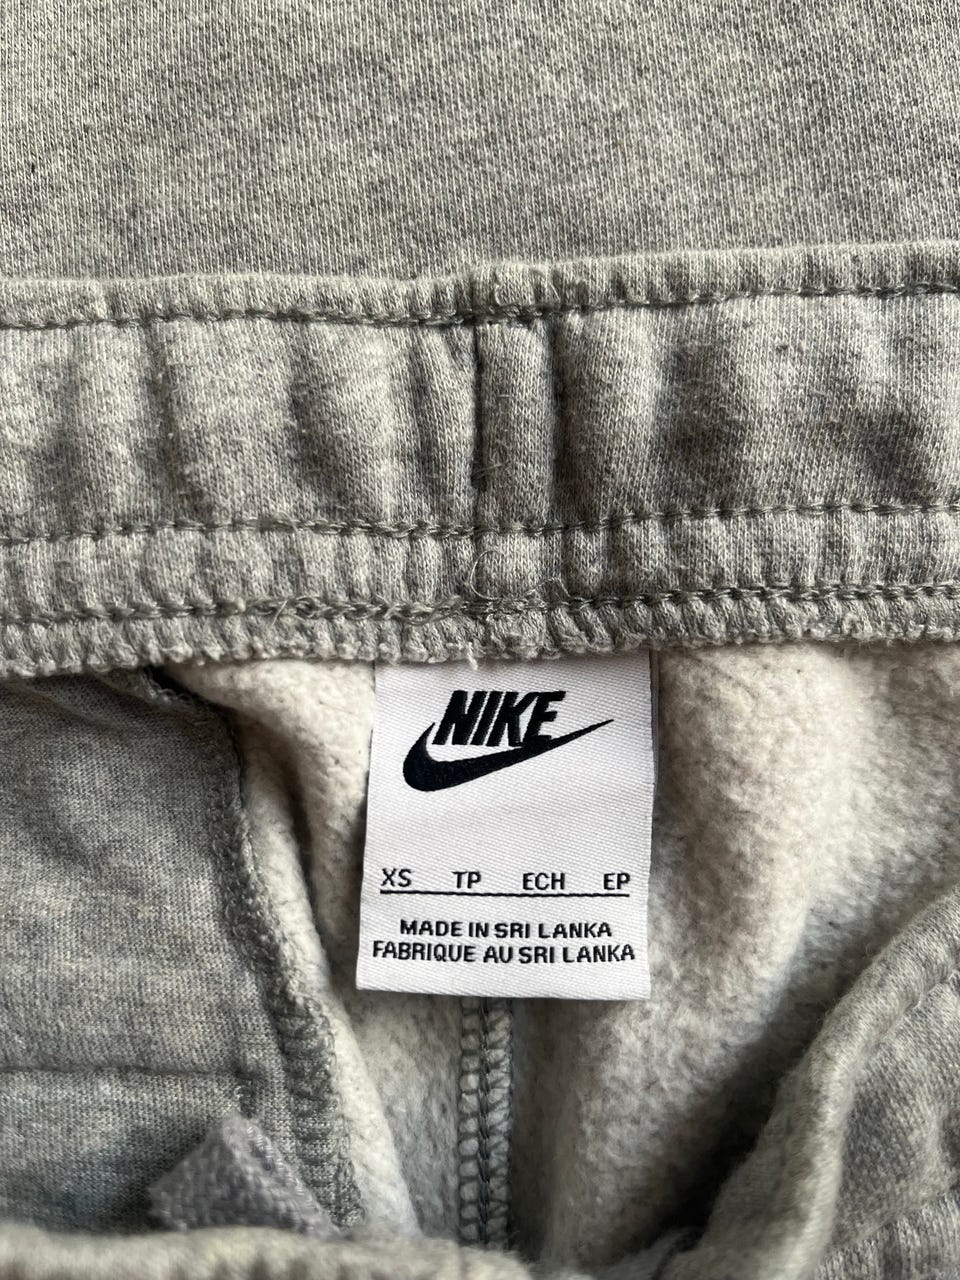 NIKE
XS TP ECH EP
MADE IN SRI LANKA
FABRIQUE AU SRI LANKA